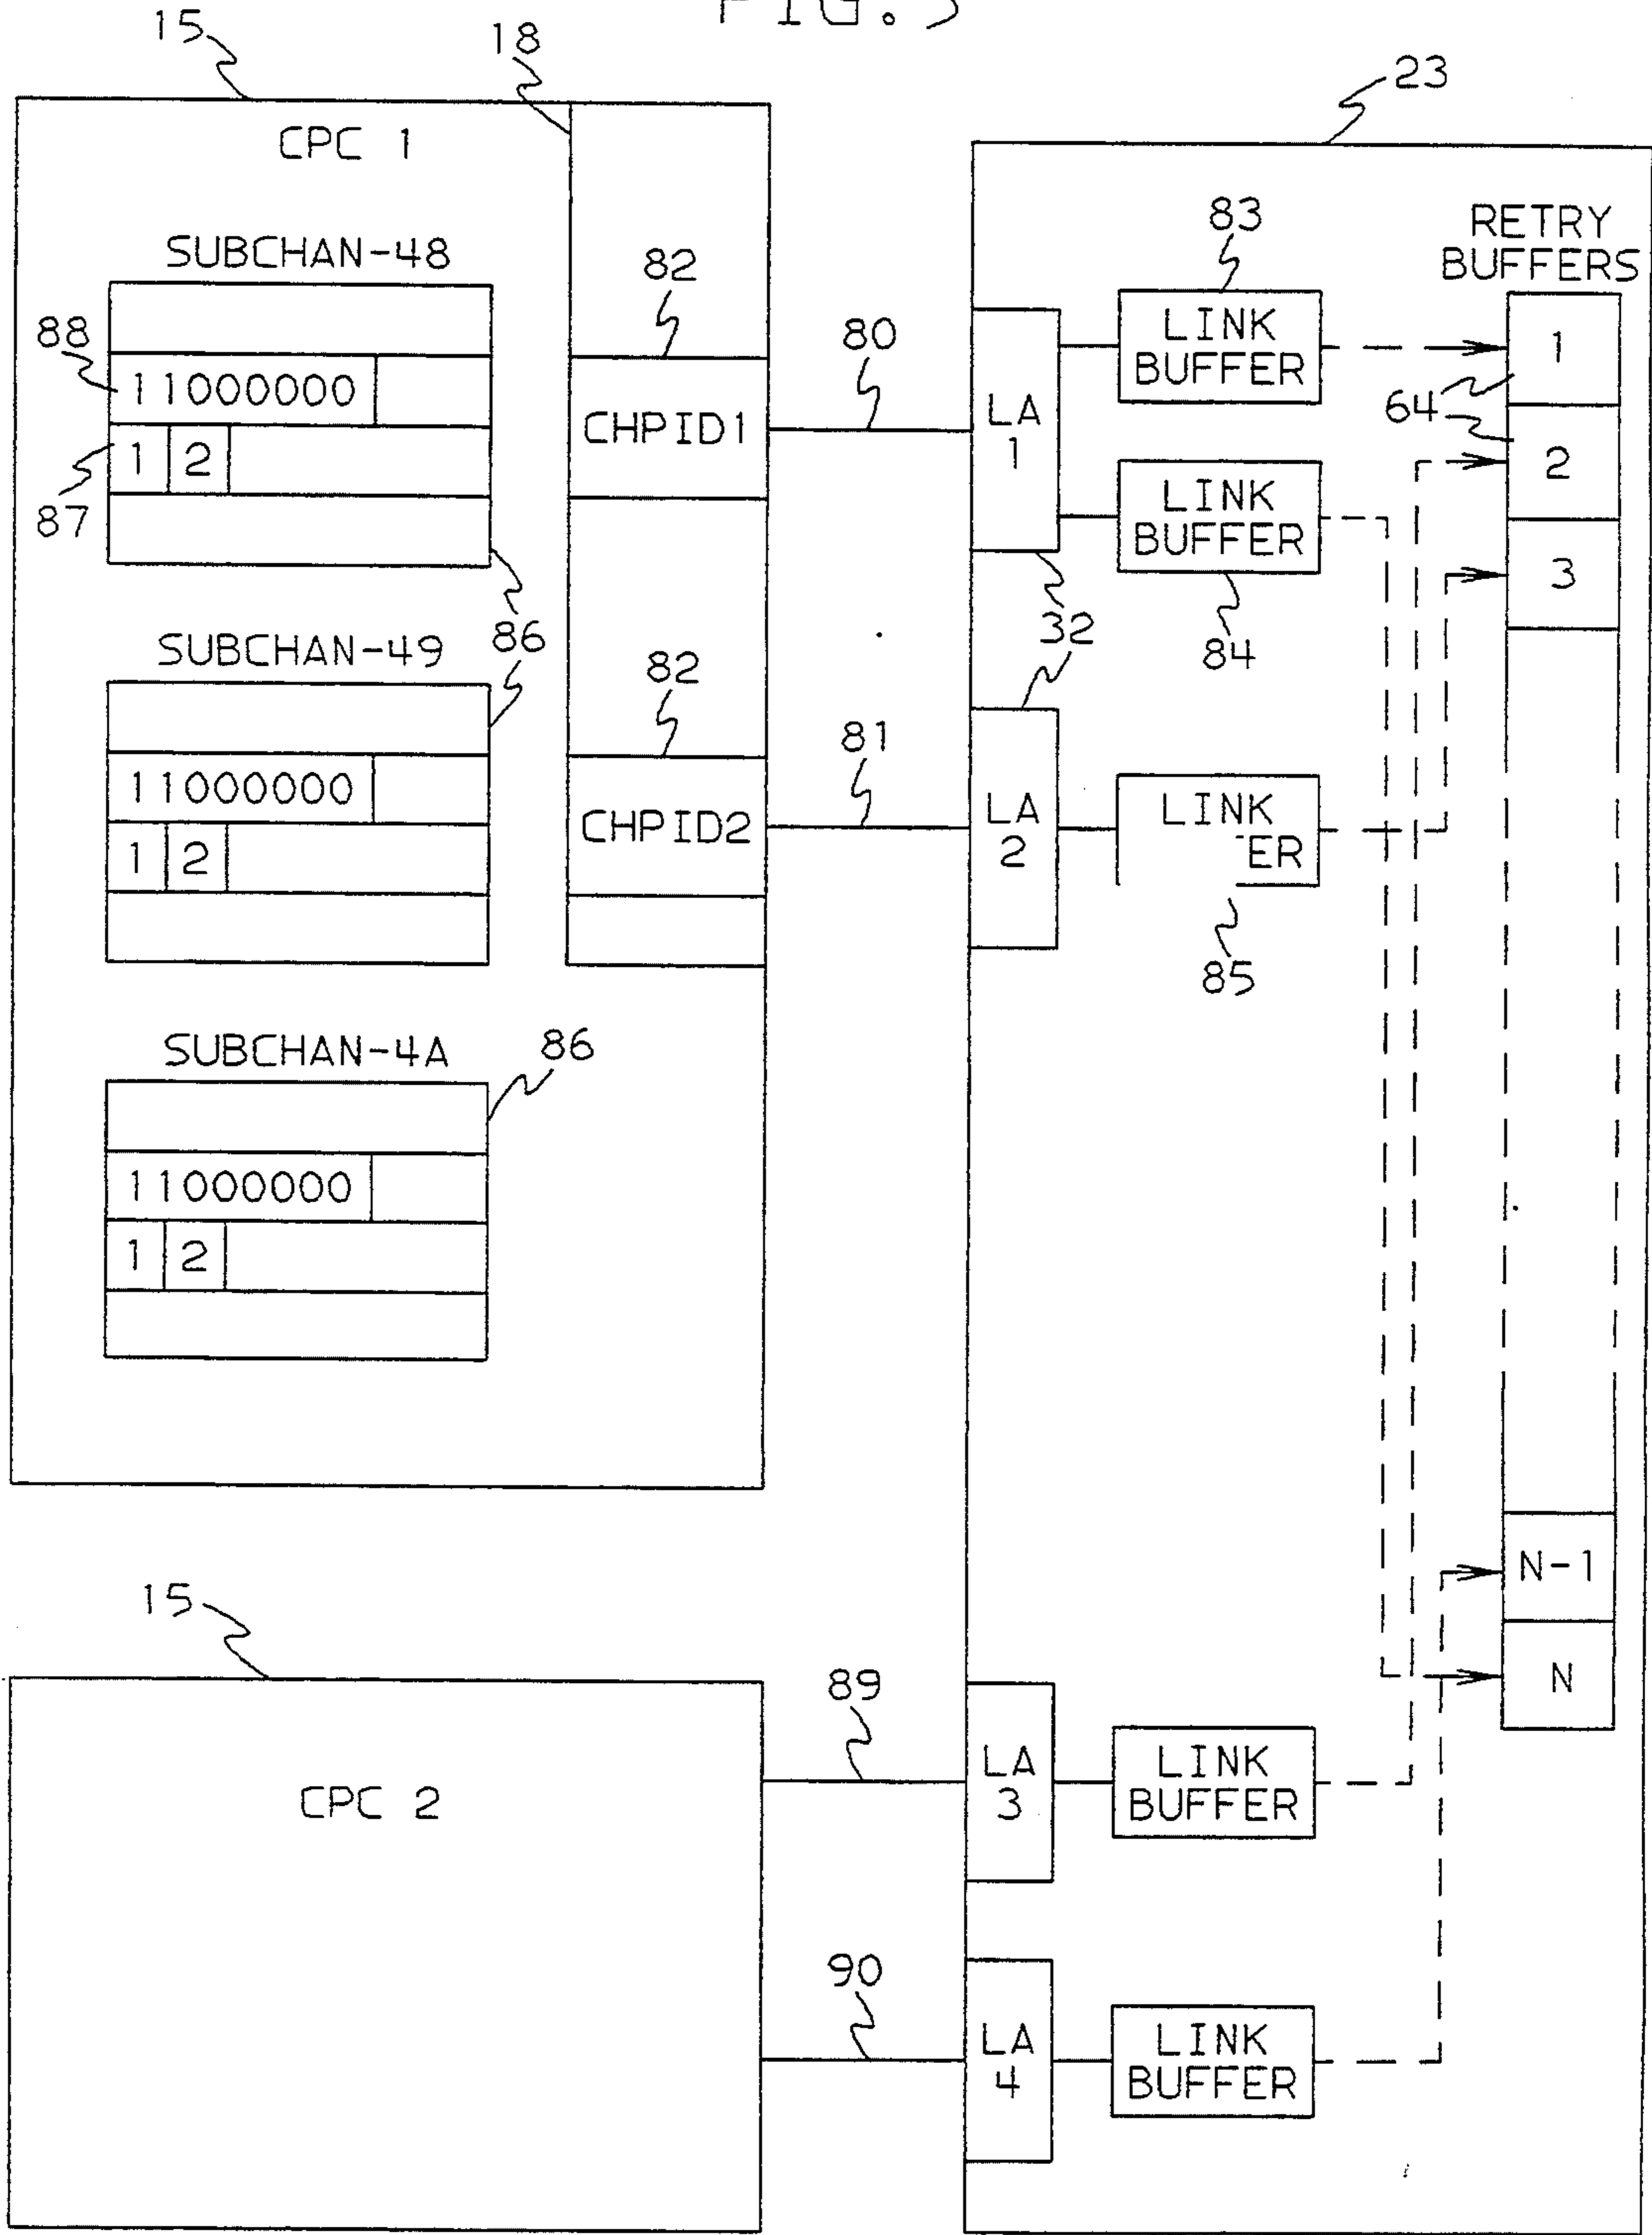 15
18
23
CPC 1
83
RETRY
BUFFERS
SUBCHAN-48
82
88
11000000
80
LINK
BUFFER
1
64
CHPID1
LA
1
87
1 2
LINK
BUFFER
2
3
86
32
84
SUBCHAN-49
82
81
11000000
1 2
CHPID2
LA
2
LINK
ER
85
SUBCHAN-4A
86
11000000
1 2
N-1
N
15
89
CPC 2
LA
3
LINK
BUFFER
90
LA
4
LINK
BUFFER